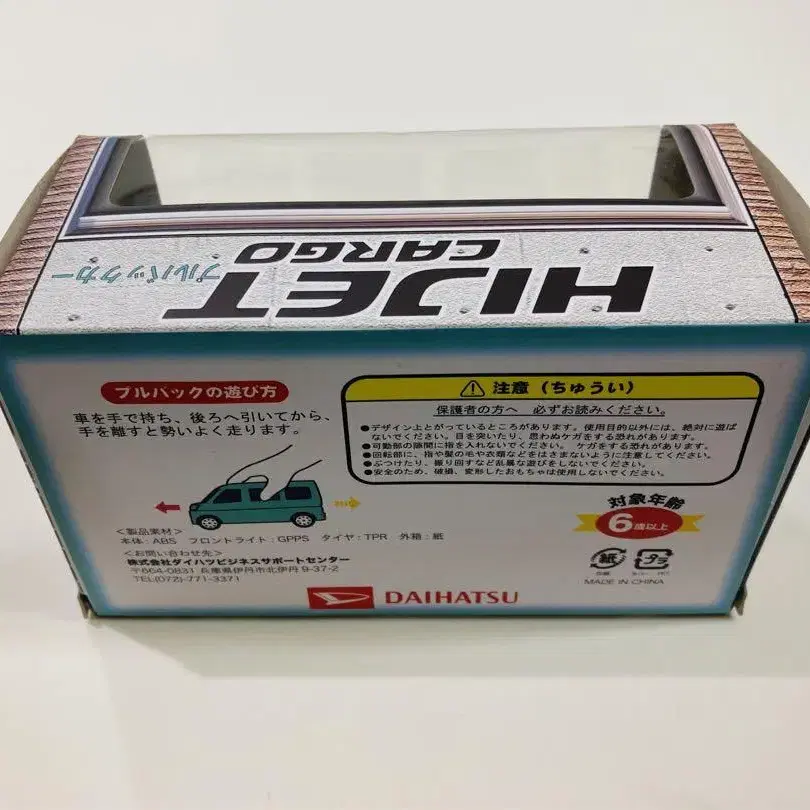 HIJET
CARGO
プルバックカー
プルバックの遊び方
車を手で持ち、後ろへ引いてから、
手を離すと勢いよく走ります。
注意（ちゅうい）
保護者の方へ 必ずお読みください。
●デザイン上とがっているところがあります。使用目的以外には、絶対に遊ば
ないでください。目を突いたり、思わぬケガをする恐れがあります。
●可動部の隙間に指を入れないでください。 ケガをする恐れがあります。
●回転部に、指や髪の毛や衣類などをはさまないように注意してください。
●ぶつけたり、振り回すなど乱暴な遊びをしないでください。
●安全のため、破損、変形したおもちゃは使用しないでください。
対象年齢
6歳以上
＜製品素材＞
本体：ABS フロントライト：GPPS タイヤ：TPR 外箱：紙
＜お問い合わせ先＞
株式会社ダイハツビジネスサポートセンター
〒664-0831 兵庫県伊丹市北伊丹 9-37-2
TEL(072)-771-3371
紙
プラ
MADE IN CHINA
DAIHATSU